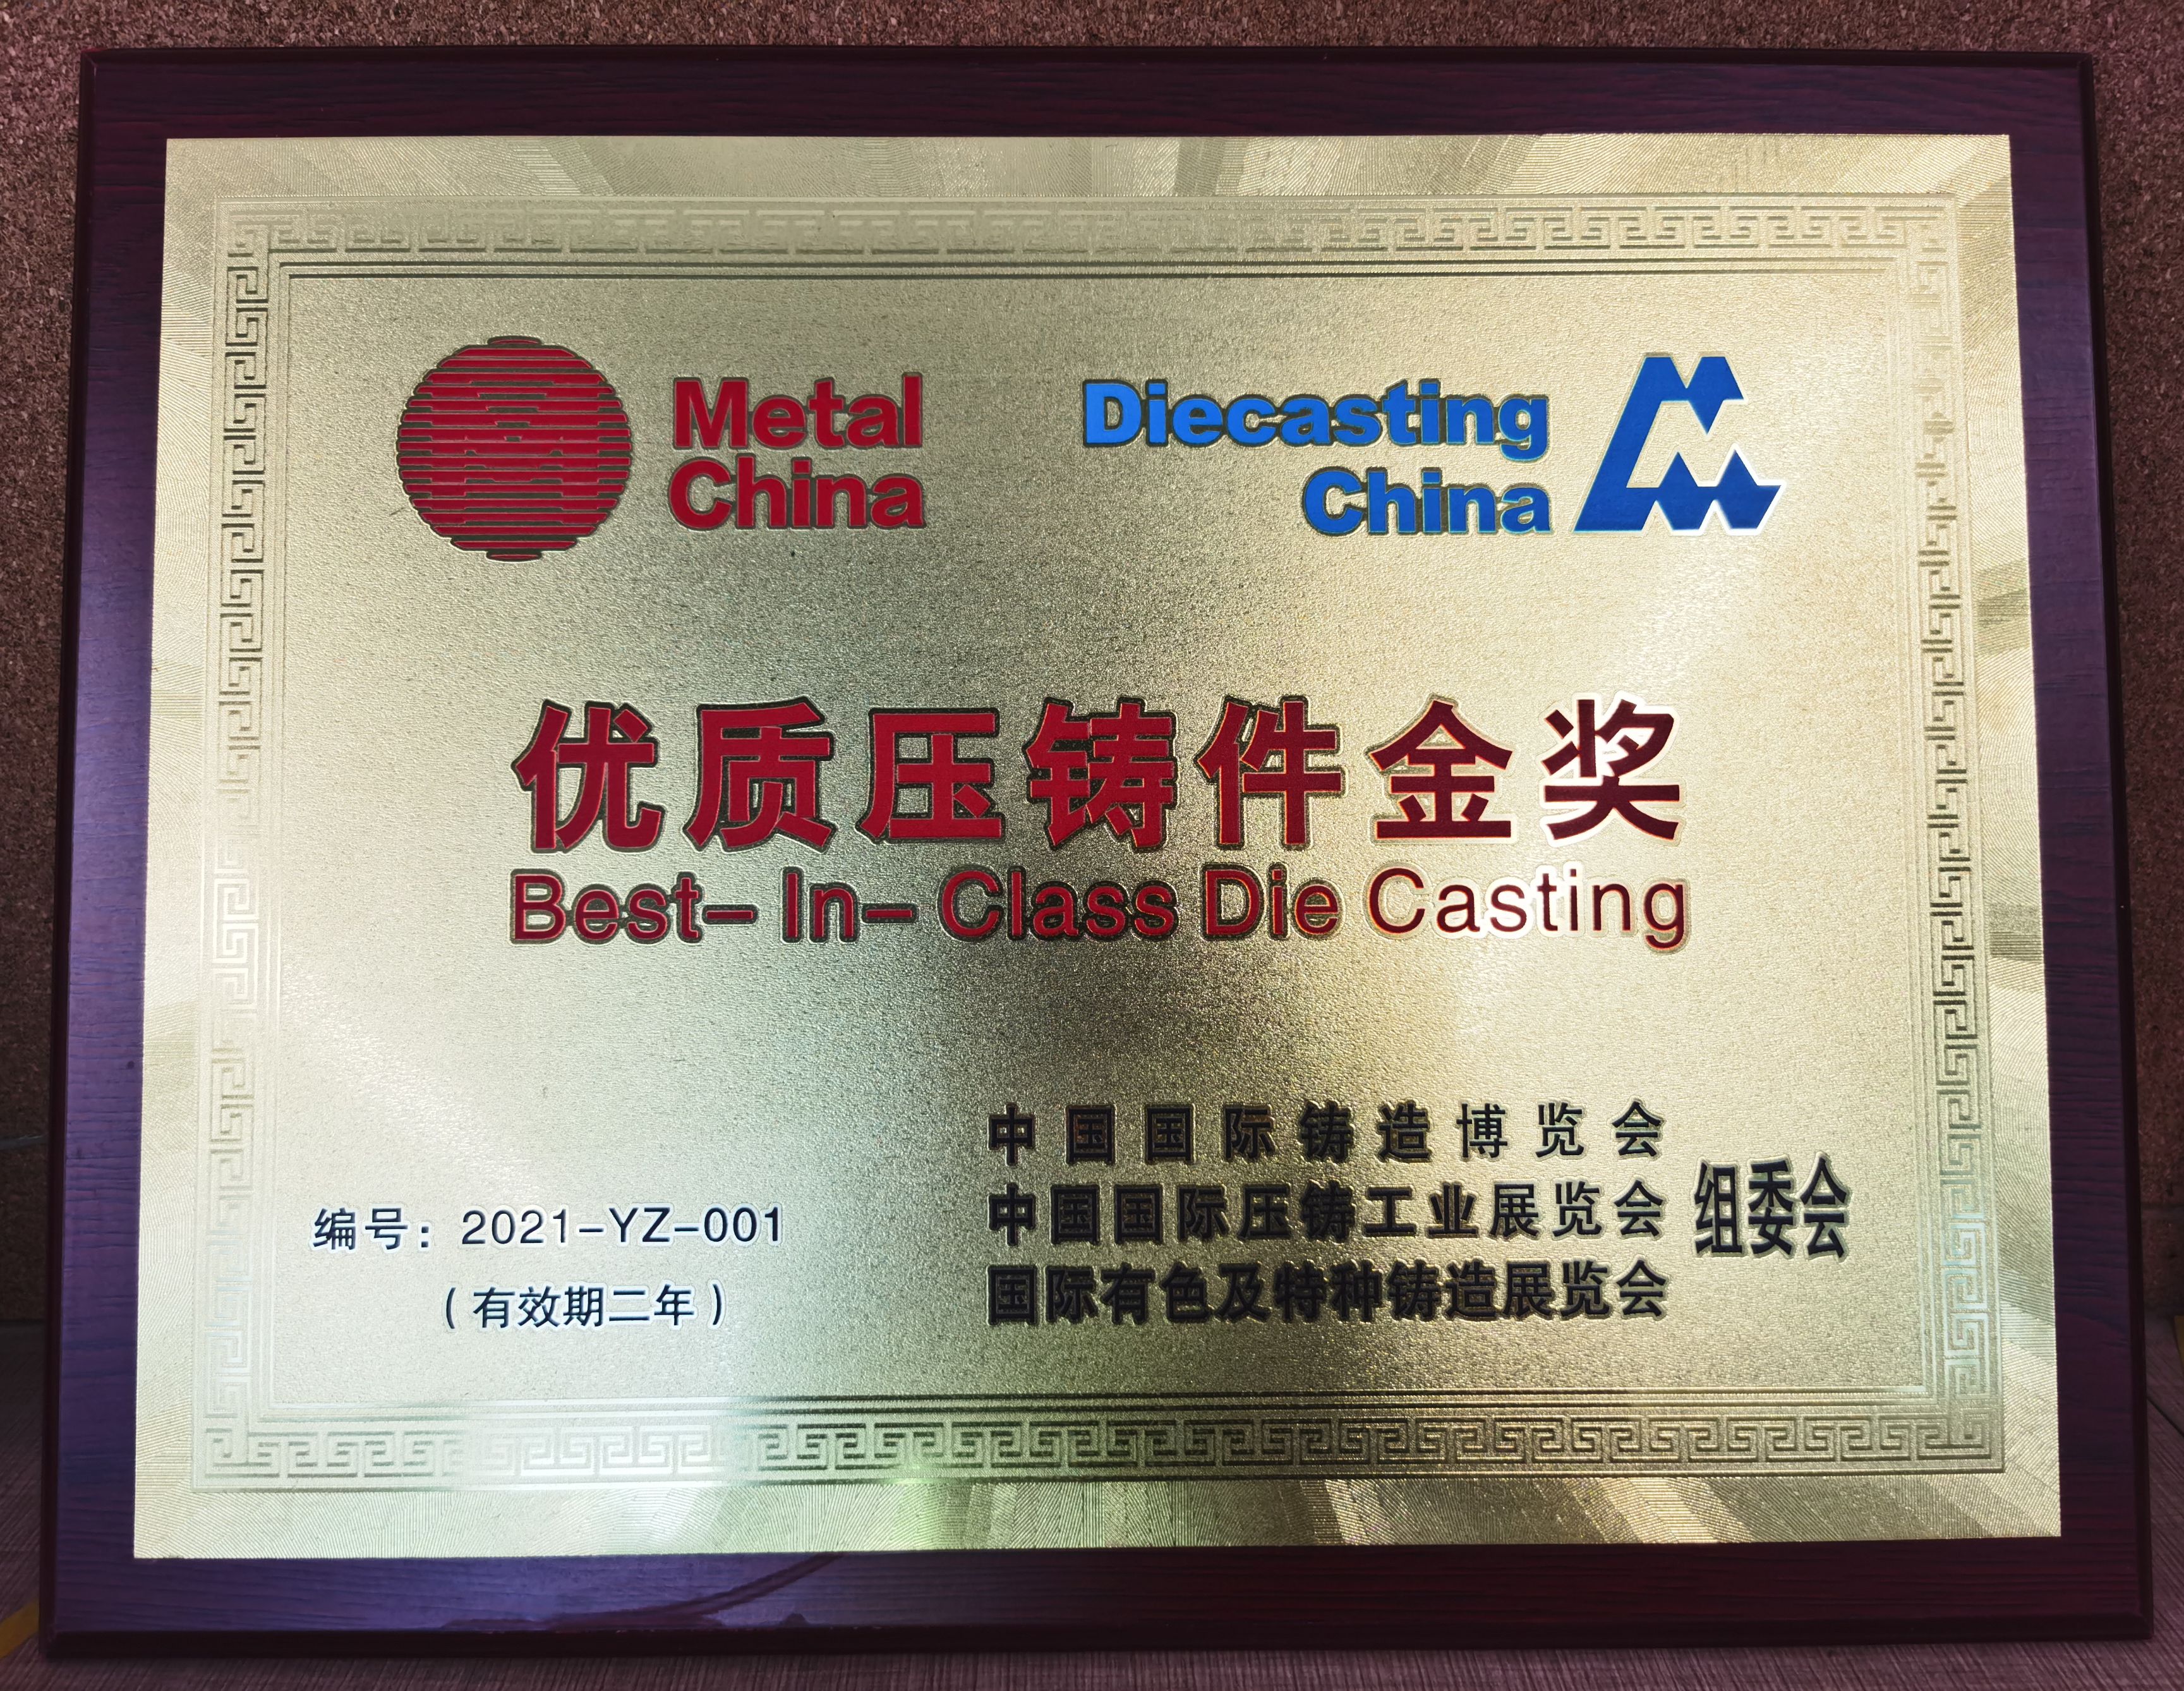 Metal
China
Diecasting
China
优质压铸件金奖
Best-In-Class Die Casting
中国国际铸造博览会
中国国际压铸工业展览会
国际有色及特种铸造展览会
组委会
编号：2021-YZ-001
（有效期二年）